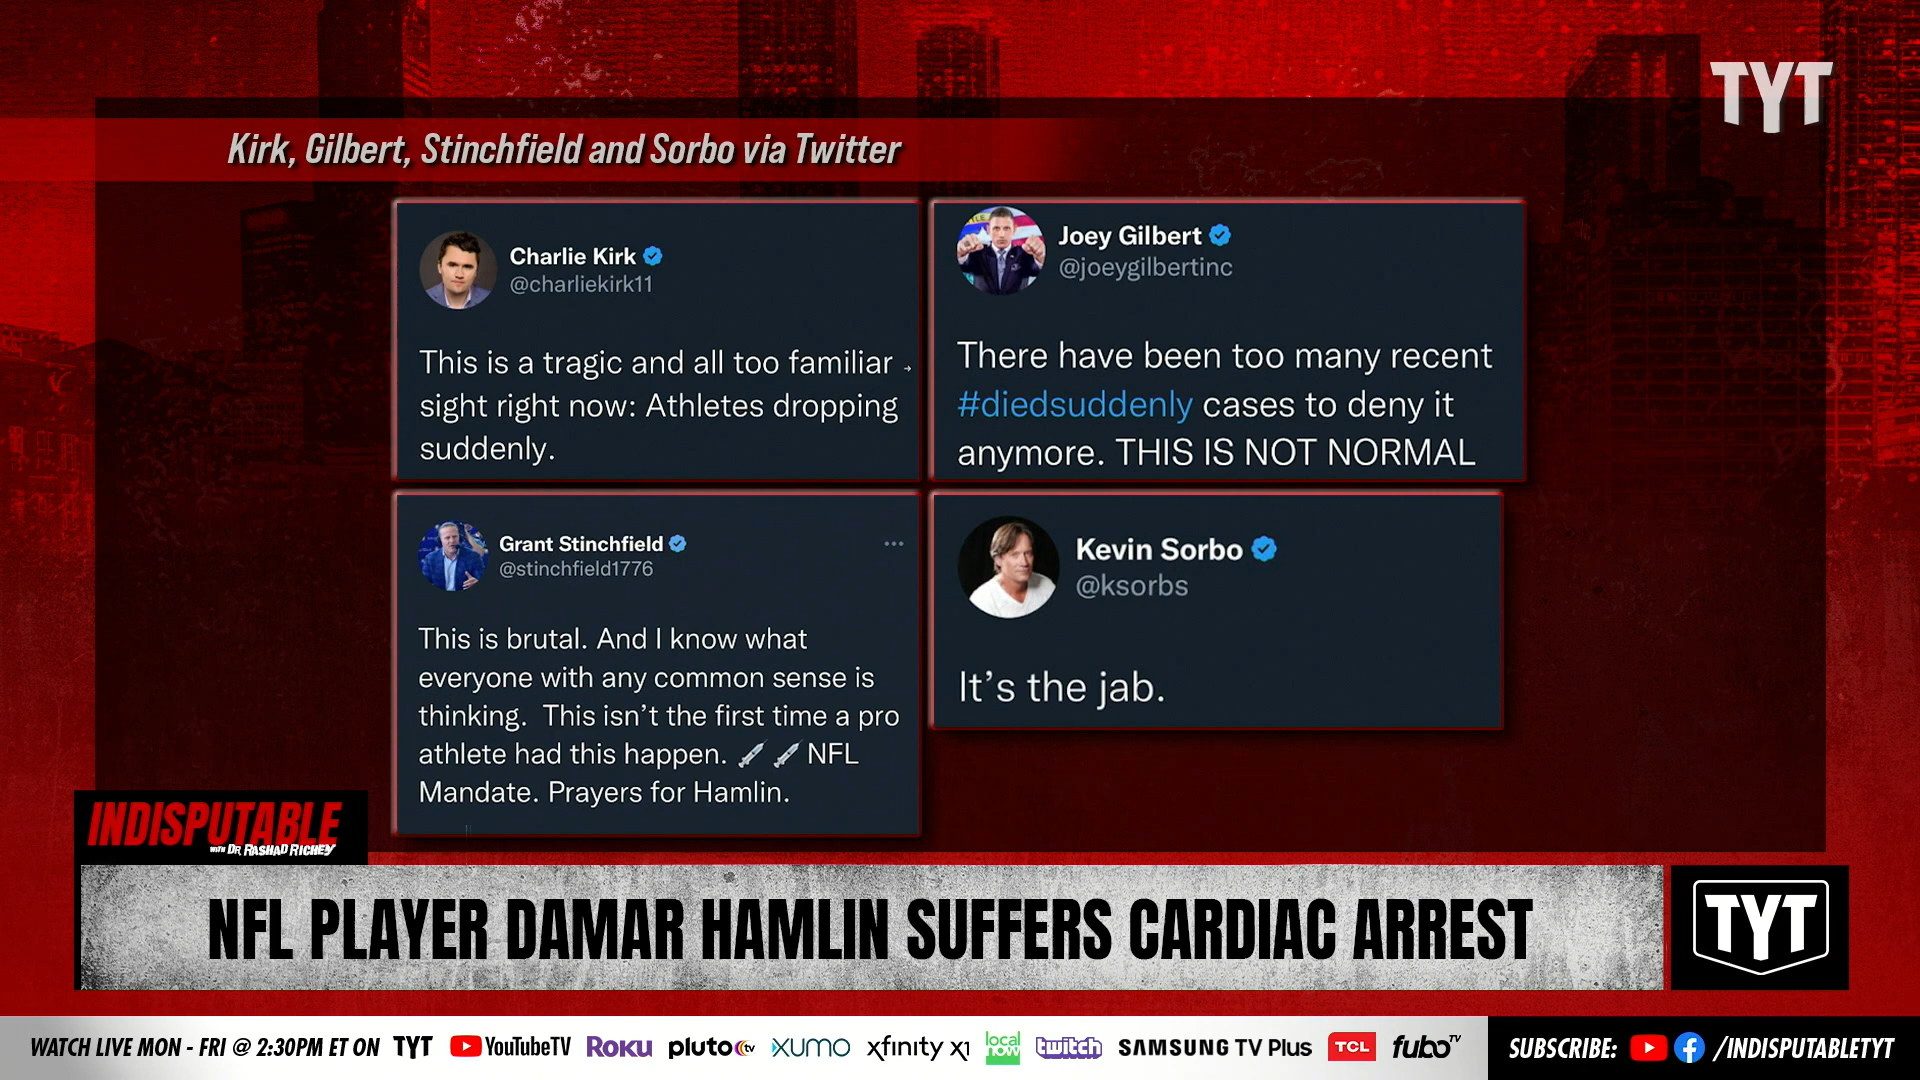 TYT
Kirk, Gilbert, Stinchfield and Sorbo via Twitter
Charlie Kirk
@charliekirk11
This is a tragic and all too familiar
sight right now: Athletes dropping
suddenly.
Joey Gilbert
@joeygilbertinc
There have been too many recent
#diedsuddenly cases to deny it
anymore. THIS IS NOT NORMAL
Grant Stinchfield
@stinchfield1776
This is brutal. And I know what
everyone with any common sense is
thinking. This isn't the first time a pro
athlete had this happen. 💉 💉 NFL
Mandate. Prayers for Hamlin.
Kevin Sorbo
@ksorbs
It's the jab.
INDISPUTABLE
WITH DR RASHAD RICHEY
NFL PLAYER DAMAR HAMLIN SUFFERS CARDIAC ARREST
TYT
WATCH LIVE MON - FRI @ 2:30PM ET ON TYT YouTubeTV ROKU pluto tv XUMO xfinity x1 local now twitch SAMSUNG TV Plus TCL fubo TV
SUBSCRIBE: /INDISPUTABLETYT